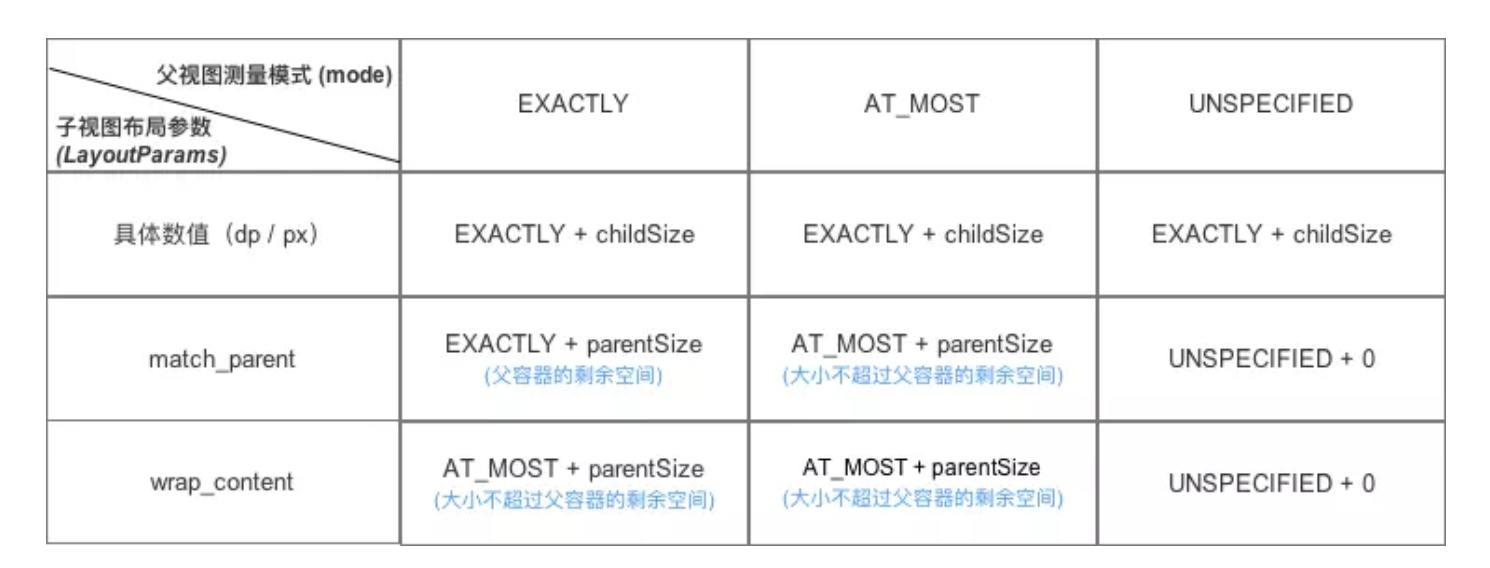 父视图测量模式 (mode)
子视图布局参数
(LayoutParams)
EXACTLY
AT_MOST
UNSPECIFIED
具体数值（dp / px）
EXACTLY + childSize
EXACTLY + childSize
EXACTLY + childSize
match_parent
EXACTLY + parentSize
(父容器的剩余空间)
AT_MOST + parentSize
(大小不超过父容器的剩余空间)
UNSPECIFIED + 0
wrap_content
AT_MOST + parentSize
(大小不超过父容器的剩余空间)
AT_MOST + parentSize
(大小不超过父容器的剩余空间)
UNSPECIFIED + 0